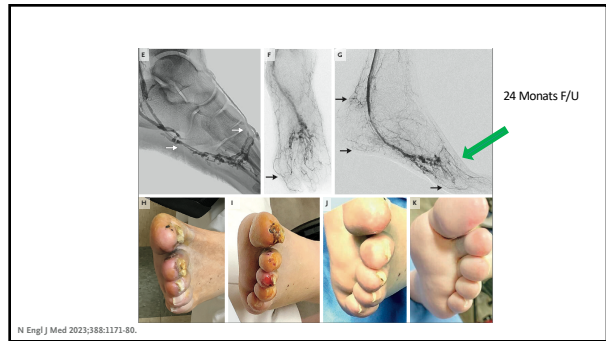 E
F
G
24 Monats F/U
H
I
J
K
N Engl J Med 2023;388:1171-80.